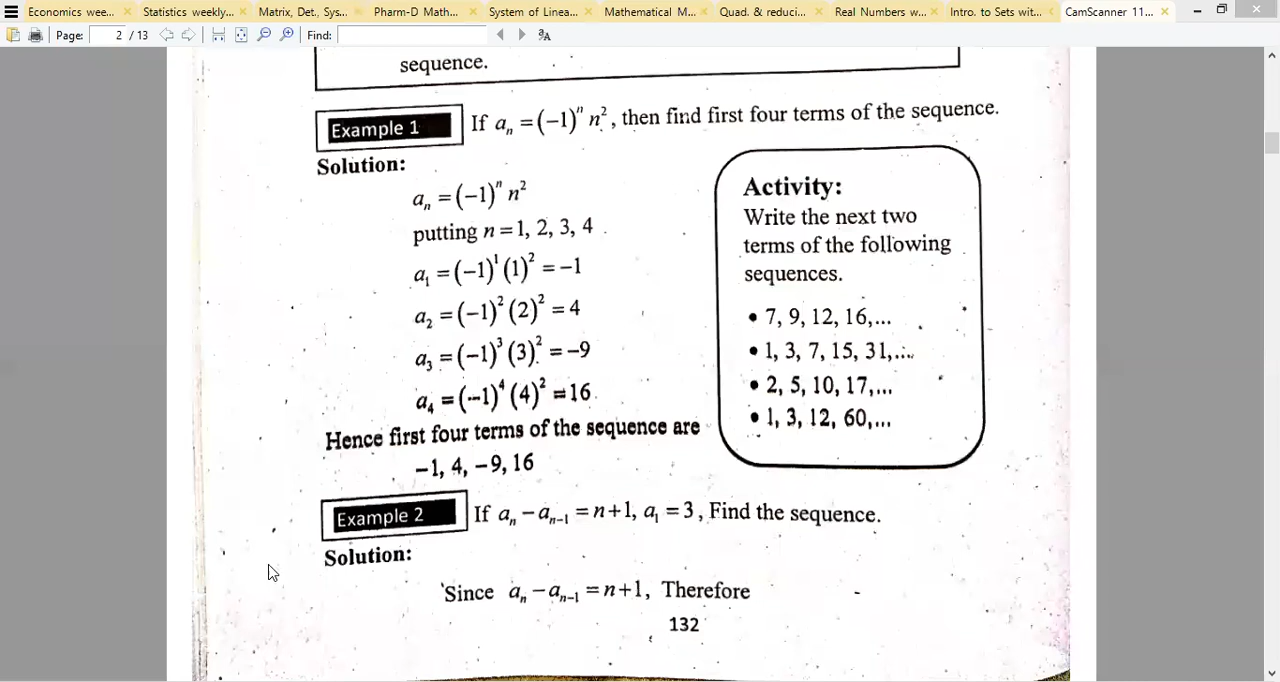 Economics wee...
Statistics weekly...
Matrix, Det., Sys...
Pharm-D Math...
System of Linea...
Mathematical M...
Quad. & reduci...
Real Numbers w...
Intro. to Sets wit...
CamScanner 11...
Page: 2 / 13 Find:
sequence.
Example 1 If aₙ = (−1)ⁿ n², then find first four terms of the sequence.
Solution:
aₙ = (−1)ⁿ n²
putting n = 1, 2, 3, 4
a₁ = (−1)¹ (1)² = −1
a₂ = (−1)² (2)² = 4
a₃ = (−1)³ (3)² = −9
a₄ = (−1)⁴ (4)² = 16
Hence first four terms of the sequence are
−1, 4, −9, 16
Activity:
Write the next two
terms of the following
sequences.
• 7, 9, 12, 16,...
• 1, 3, 7, 15, 31,...
• 2, 5, 10, 17,...
• 1, 3, 12, 60,...
Example 2 If aₙ − aₙ₋₁ = n+1, a₁ = 3, Find the sequence.
Solution:
Since aₙ − aₙ₋₁ = n+1, Therefore
132